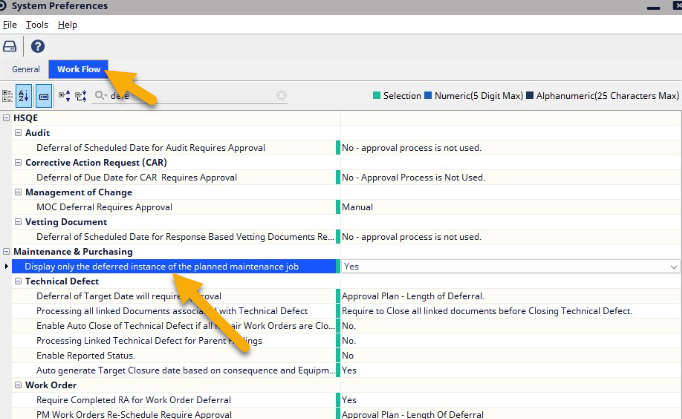 System Preferences
File Tools Help
General Work Flow
defe
Selection Numeric(5 Digit Max) Alphanumeric(25 Characters Max)
HSQE
Audit
Deferral of Scheduled Date for Audit Requires Approval No - approval process is not used.
Corrective Action Request (CAR)
Deferral of Due Date for CAR Requires Approval No - Approval Process is Not Used.
Management of Change
MOC Deferral Requires Approval Manual
Vetting Document
Deferral of Scheduled Date for Response Based Vetting Documents Re... No - approval process is not used.
Maintenance & Purchasing
Display only the deferred instance of the planned maintenance job Yes
Technical Defect
Deferral of Target Date will require Approval Approval Plan - Length of Deferral.
Processing all linked Documents associated with Technical Defect Require to Close all linked documents before Closing Technical Defect.
Enable Auto Close of Technical Defect if all Repair Work Orders are Clo... No.
Processing Linked Technical Defect for Parent Findings No.
Enable Reported Status. No
Auto generate Target Closure date based on consequence and Equipm... Yes
Work Order
Require Completed RA for Work Order Deferral Yes
PM Work Orders Re-Schedule Require Approval Approval Plan - Length Of Deferral